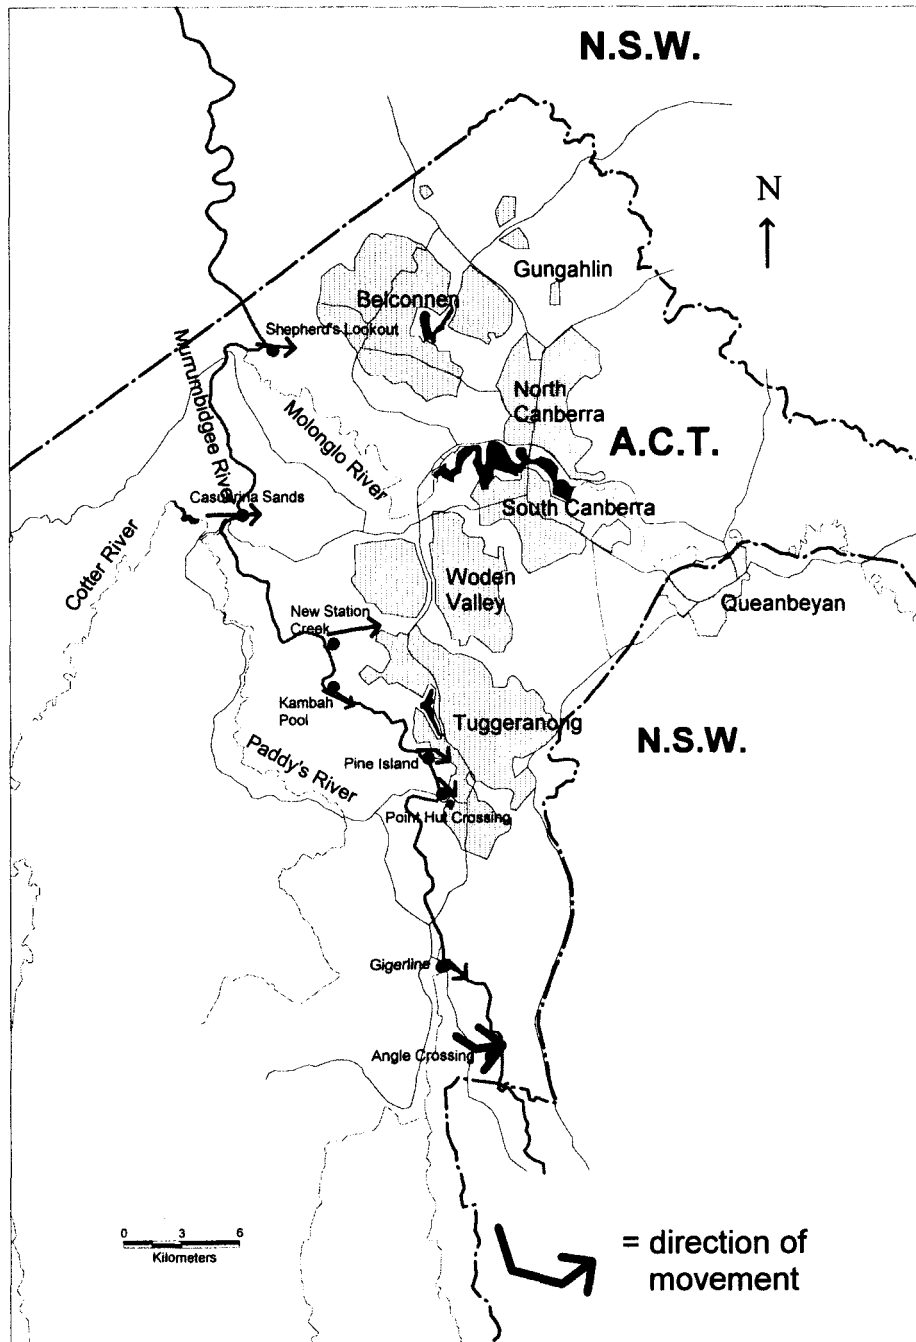 N.S.W.
N
Gungahlin
Belconnen
Shepherd's Lookout
Murrumbidgee River
North
Canberra
Molonglo River
A.C.T.
Casuarina Sands
South Canberra
Cotter River
Woden
Valley
Queanbeyan
New Station
Creek
Kambah
Pool
Tuggeranong
N.S.W.
Paddy's River
Pine Island
Point Hut Crossing
Gigerline
Angle Crossing
0 3 6
Kilometers
= direction of
movement